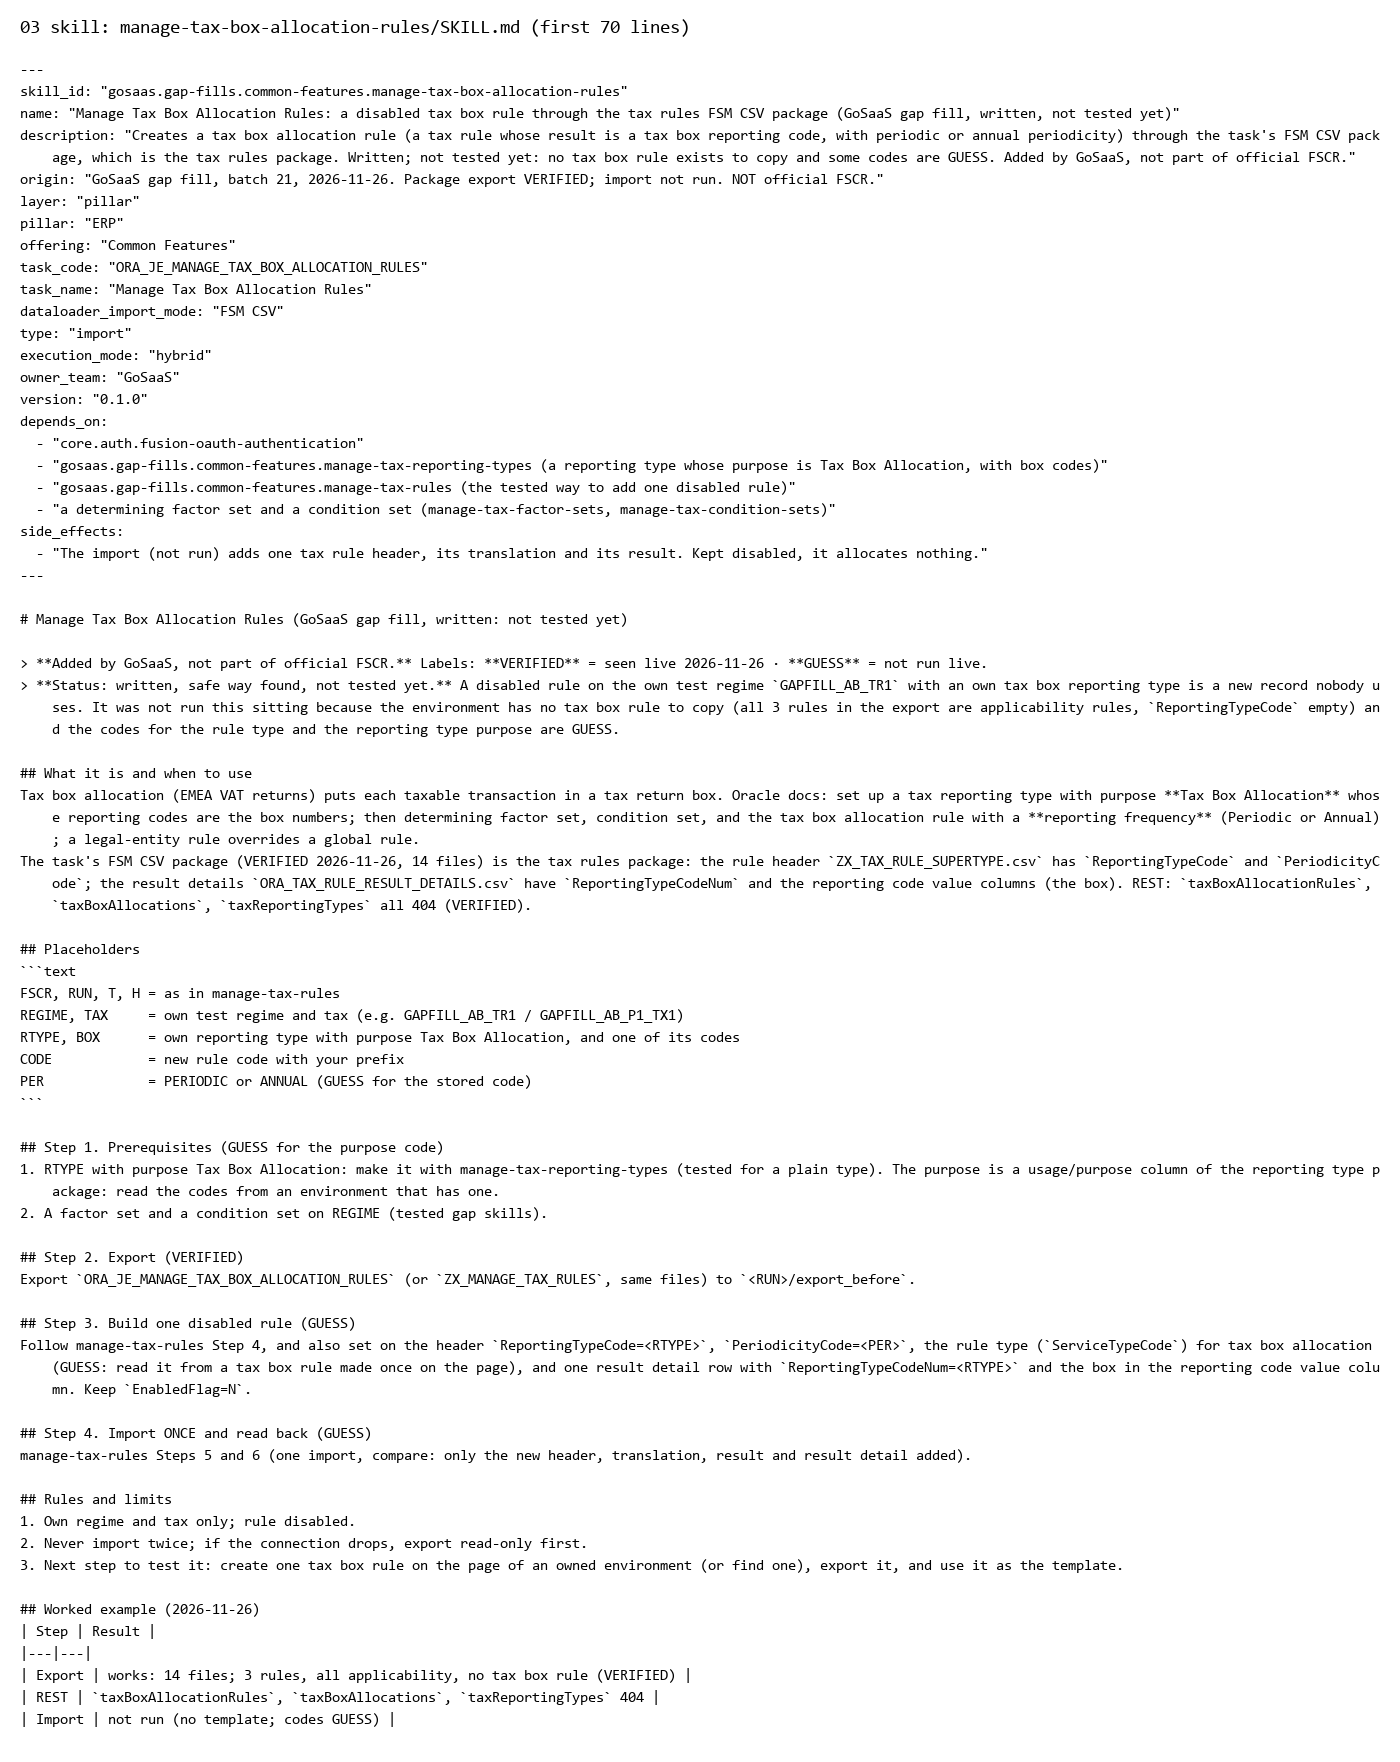 03 skill: manage-tax-box-allocation-rules/SKILL.md (first 70 lines)
---
skill_id: "gosaas.gap-fills.common-features.manage-tax-box-allocation-rules"
name: "Manage Tax Box Allocation Rules: a disabled tax box rule through the tax rules FSM CSV package (GoSaaS gap fill, written, not tested yet)"
description: "Creates a tax box allocation rule (a tax rule whose result is a tax box reporting code, with periodic or annual periodicity) through the task's FSM CSV pack
age, which is the tax rules package. Written; not tested yet: no tax box rule exists to copy and some codes are GUESS. Added by GoSaaS, not part of official FSCR."
origin: "GoSaaS gap fill, batch 21, 2026-11-26. Package export VERIFIED; import not run. NOT official FSCR."
layer: "pillar"
pillar: "ERP"
offering: "Common Features"
task_code: "ORA_JE_MANAGE_TAX_BOX_ALLOCATION_RULES"
task_name: "Manage Tax Box Allocation Rules"
dataloader_import_mode: "FSM CSV"
type: "import"
execution_mode: "hybrid"
owner_team: "GoSaaS"
version: "0.1.0"
depends_on:
  - "core.auth.fusion-oauth-authentication"
  - "gosaas.gap-fills.common-features.manage-tax-reporting-types (a reporting type whose purpose is Tax Box Allocation, with box codes)"
  - "gosaas.gap-fills.common-features.manage-tax-rules (the tested way to add one disabled rule)"
  - "a determining factor set and a condition set (manage-tax-factor-sets, manage-tax-condition-sets)"
side_effects:
  - "The import (not run) adds one tax rule header, its translation and its result. Kept disabled, it allocates nothing."
---
# Manage Tax Box Allocation Rules (GoSaaS gap fill, written: not tested yet)
> **Added by GoSaaS, not part of official FSCR.** Labels: **VERIFIED** = seen live 2026-11-26 · **GUESS** = not run live.
> **Status: written, safe way found, not tested yet.** A disabled rule on the own test regime `GAPFILL_AB_TR1` with an own tax box reporting type is a new record nobody u
ses. It was not run this sitting because the environment has no tax box rule to copy (all 3 rules in the export are applicability rules, `ReportingTypeCode` empty) an
d the codes for the rule type and the reporting type purpose are GUESS.
## What it is and when to use
Tax box allocation (EMEA VAT returns) puts each taxable transaction in a tax return box. Oracle docs: set up a tax reporting type with purpose **Tax Box Allocation** whos
e reporting codes are the box numbers; then determining factor set, condition set, and the tax box allocation rule with a **reporting frequency** (Periodic or Annual)
; a legal-entity rule overrides a global rule.
The task's FSM CSV package (VERIFIED 2026-11-26, 14 files) is the tax rules package: the rule header `ZX_TAX_RULE_SUPERTYPE.csv` has `ReportingTypeCode` and `PeriodicityC
ode`; the result details `ORA_TAX_RULE_RESULT_DETAILS.csv` have `ReportingTypeCodeNum` and the reporting code value columns (the box). REST: `taxBoxAllocationRules`,
`taxBoxAllocations`, `taxReportingTypes` all 404 (VERIFIED).
## Placeholders
```text
FSCR, RUN, T, H = as in manage-tax-rules
REGIME, TAX     = own test regime and tax (e.g. GAPFILL_AB_TR1 / GAPFILL_AB_P1_TX1)
RTYPE, BOX      = own reporting type with purpose Tax Box Allocation, and one of its codes
CODE            = new rule code with your prefix
PER             = PERIODIC or ANNUAL (GUESS for the stored code)
```
## Step 1. Prerequisites (GUESS for the purpose code)
1. RTYPE with purpose Tax Box Allocation: make it with manage-tax-reporting-types (tested for a plain type). The purpose is a usage/purpose column of the reporting type p
ackage: read the codes from an environment that has one.
2. A factor set and a condition set on REGIME (tested gap skills).
## Step 2. Export (VERIFIED)
Export `ORA_JE_MANAGE_TAX_BOX_ALLOCATION_RULES` (or `ZX_MANAGE_TAX_RULES`, same files) to `<RUN>/export_before`.
## Step 3. Build one disabled rule (GUESS)
Follow manage-tax-rules Step 4, and also set on the header `ReportingTypeCode=<RTYPE>`, `PeriodicityCode=<PER>`, the rule type (`ServiceTypeCode`) for tax box allocation
(GUESS: read it from a tax box rule made once on the page), and one result detail row with `ReportingTypeCodeNum=<RTYPE>` and the box in the reporting code value colu
mn. Keep `EnabledFlag=N`.
## Step 4. Import ONCE and read back (GUESS)
manage-tax-rules Steps 5 and 6 (one import, compare: only the new header, translation, result and result detail added).
## Rules and limits
1. Own regime and tax only; rule disabled.
2. Never import twice; if the connection drops, export read-only first.
3. Next step to test it: create one tax box rule on the page of an owned environment (or find one), export it, and use it as the template.
## Worked example (2026-11-26)
| Step | Result |
|---|---|
| Export | works: 14 files; 3 rules, all applicability, no tax box rule (VERIFIED) |
| REST | `taxBoxAllocationRules`, `taxBoxAllocations`, `taxReportingTypes` 404 |
| Import | not run (no template; codes GUESS) |